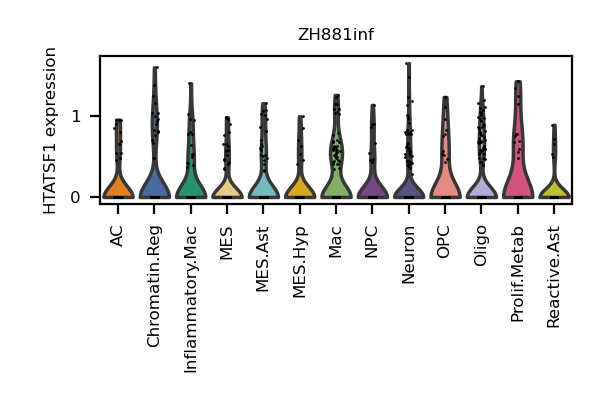 ZH881inf
HTATSF1 expression
1
0
AC
Chromatin.Reg
Inflammatory.Mac
MES
MES.Ast
MES.Hyp
Mac
NPC
Neuron
OPC
Oligo
Prolif.Metab
Reactive.Ast